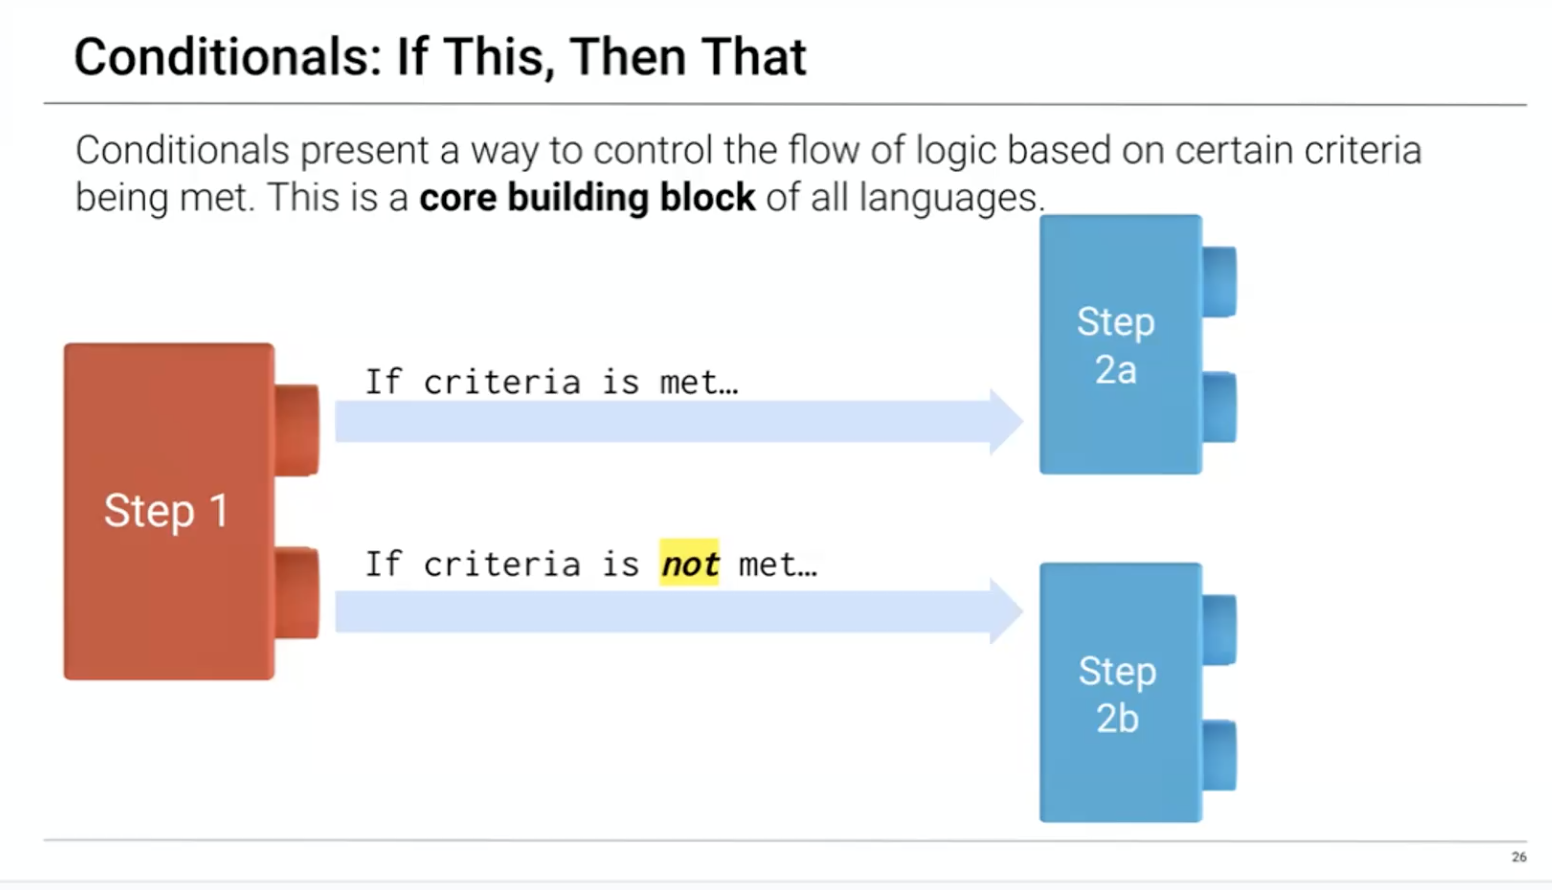 Conditionals: If This, Then That
Conditionals present a way to control the flow of logic based on certain criteria
being met. This is a core building block of all languages.
Step 1
If criteria is met…
Step
2a
If criteria is not met…
Step
2b
26